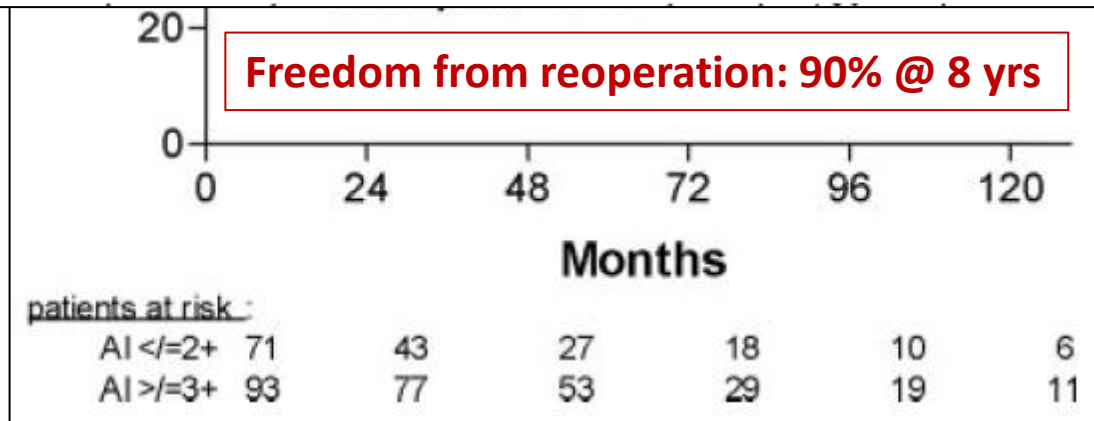 20
Freedom from reoperation: 90% @ 8 yrs
0
0 24 48 72 96 120
Months
patients at risk :
AI </=2+ 71 43 27 18 10 6
AI >/=3+ 93 77 53 29 19 11